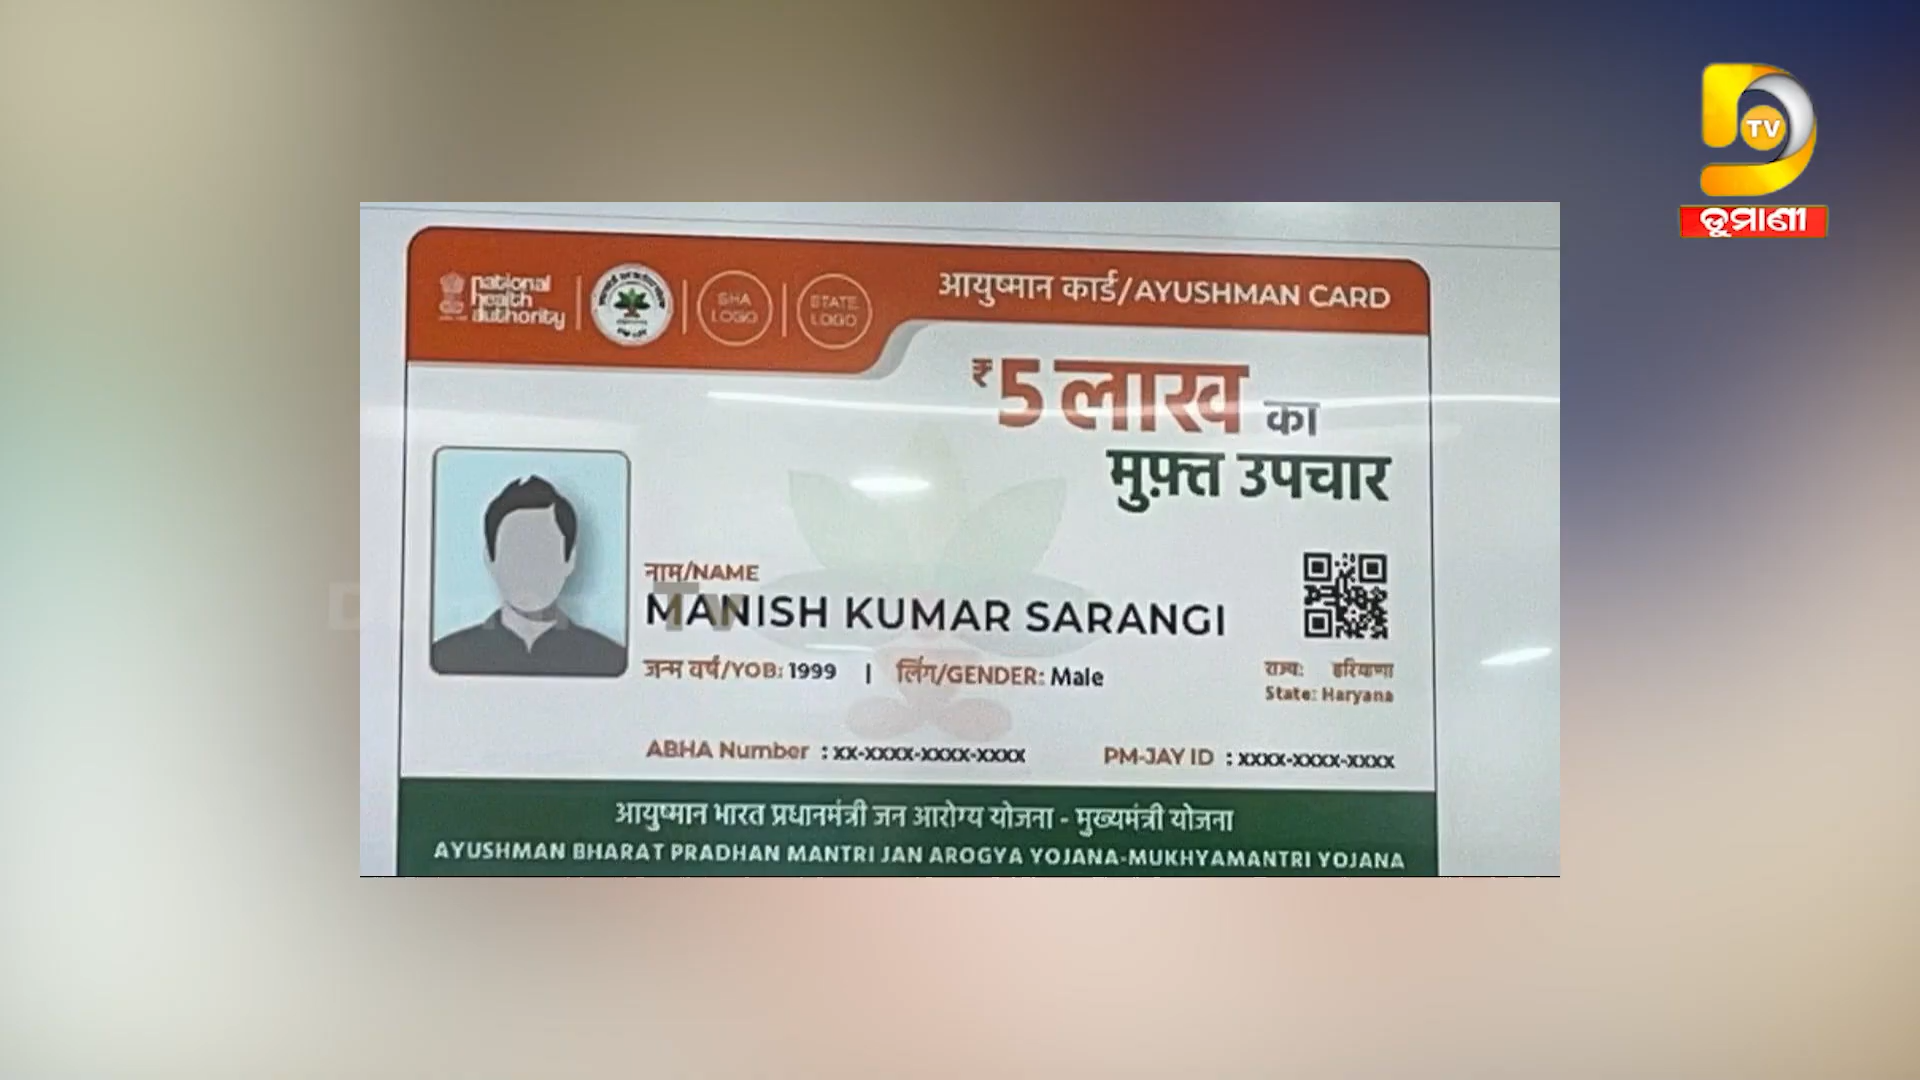 TV
ଡୁମାଣୀ
national
health
authority
SHA
LOGO
STATE
LOGO
आयुष्मान कार्ड/AYUSHMAN CARD
₹5 लाख का
मुफ़्त उपचार
नाम/NAME
MANISH KUMAR SARANGI
जन्म वर्ष/YOB: 1999 | लिंग/GENDER: Male
राज्य: हरियाणा
State: Haryana
ABHA Number : xx-xxxx-xxxx-xxxx
PM-JAY ID : xxxx-xxxx-xxxx
आयुष्मान भारत प्रधानमंत्री जन आरोग्य योजना - मुख्यमंत्री योजना
AYUSHMAN BHARAT PRADHAN MANTRI JAN AROGYA YOJANA-MUKHYAMANTRI YOJANA